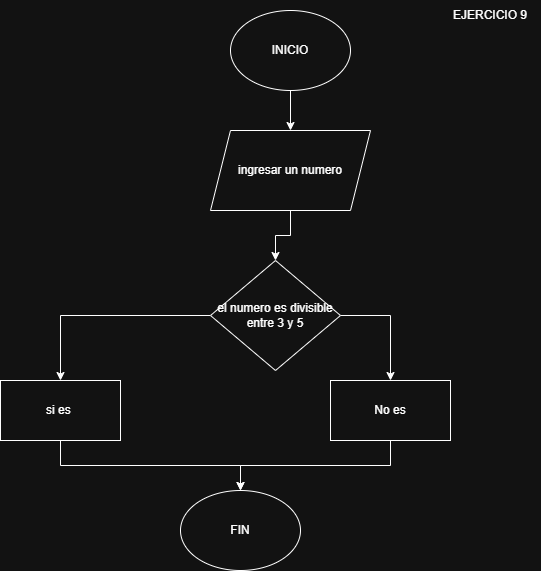 EJERCICIO 9
INICIO
ingresar un numero
el numero es divisible
entre 3 y 5
si es
No es
FIN